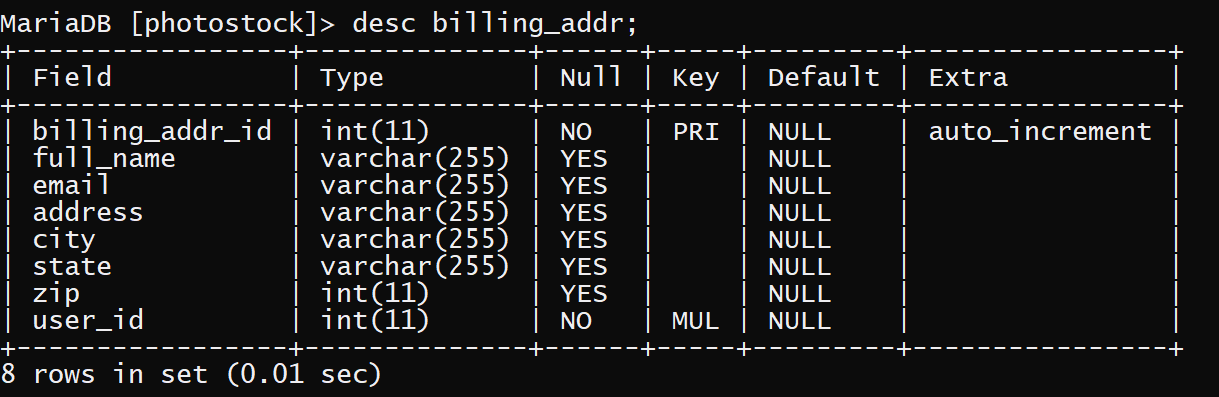 MariaDB [photostock]> desc billing_addr;
+-----------------+--------------+------+-----+---------+----------------+
| Field           | Type         | Null | Key | Default | Extra          |
+-----------------+--------------+------+-----+---------+----------------+
| billing_addr_id | int(11)      | NO   | PRI | NULL    | auto_increment |
| full_name       | varchar(255) | YES  |     | NULL    |                |
| email           | varchar(255) | YES  |     | NULL    |                |
| address         | varchar(255) | YES  |     | NULL    |                |
| city            | varchar(255) | YES  |     | NULL    |                |
| state           | varchar(255) | YES  |     | NULL    |                |
| zip             | int(11)      | YES  |     | NULL    |                |
| user_id         | int(11)      | NO   | MUL | NULL    |                |
+-----------------+--------------+------+-----+---------+----------------+
8 rows in set (0.01 sec)